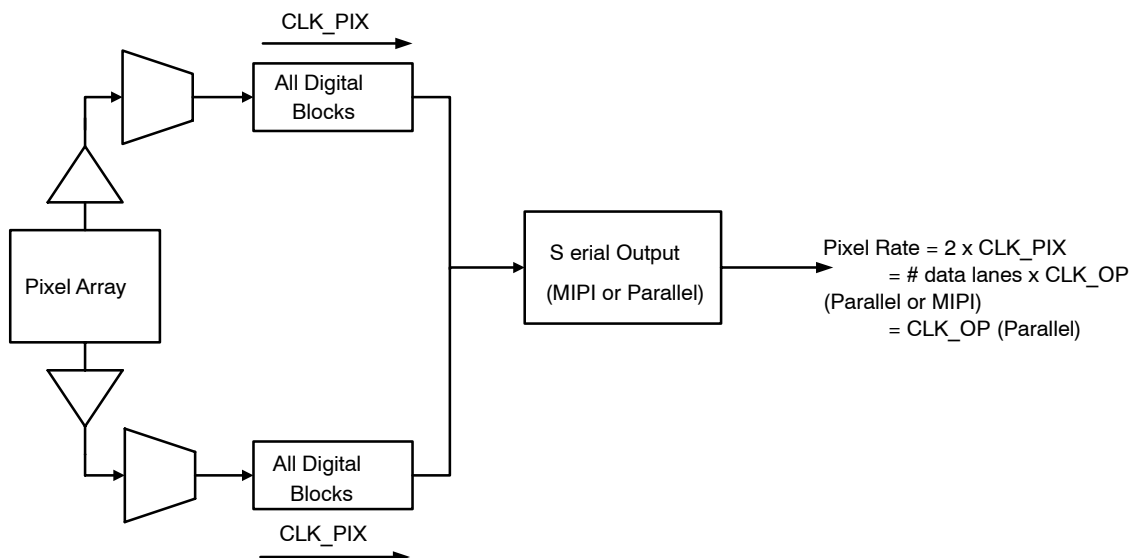 CLK_PIX
All Digital
Blocks
Pixel Array
S erial Output
(MIPI or Parallel)
Pixel Rate = 2 x CLK_PIX
= # data lanes x CLK_OP
(Parallel or MIPI)
= CLK_OP (Parallel)
All Digital
Blocks
CLK_PIX